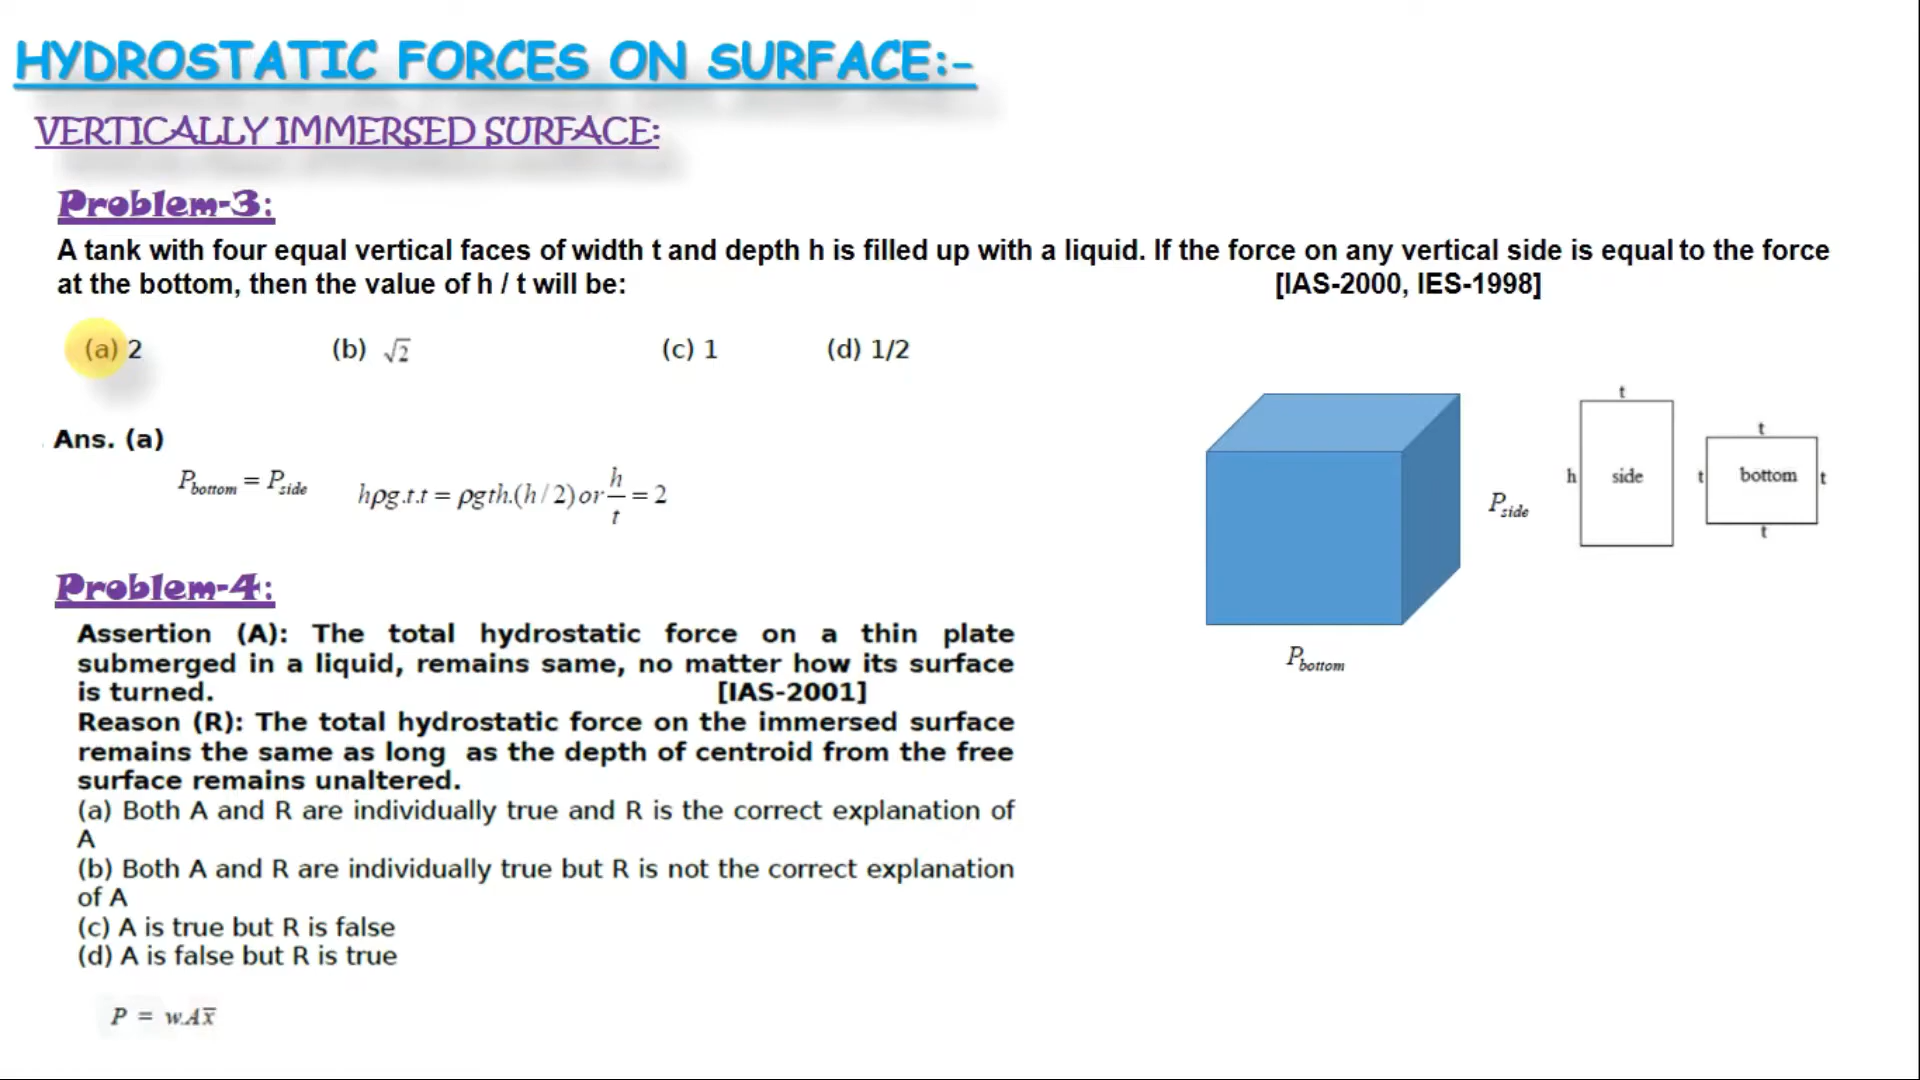 HYDROSTATIC FORCES ON SURFACE:-
VERTICALLY IMMERSED SURFACE:
Problem-3:
A tank with four equal vertical faces of width t and depth h is filled up with a liquid. If the force on any vertical side is equal to the force
at the bottom, then the value of h / t will be: [IAS-2000, IES-1998]
(a) 2 (b) √2 (c) 1 (d) 1/2
Ans. (a)
P_bottom = P_side hρg.t.t = ρgth.(h/2) or h/t = 2
t
h side
t
t bottom t
t
P_side
P_bottom
Problem-4:
Assertion (A): The total hydrostatic force on a thin plate
submerged in a liquid, remains same, no matter how its surface
is turned. [IAS-2001]
Reason (R): The total hydrostatic force on the immersed surface
remains the same as long as the depth of centroid from the free
surface remains unaltered.
(a) Both A and R are individually true and R is the correct explanation of
A
(b) Both A and R are individually true but R is not the correct explanation
of A
(c) A is true but R is false
(d) A is false but R is true
P = wAx̅